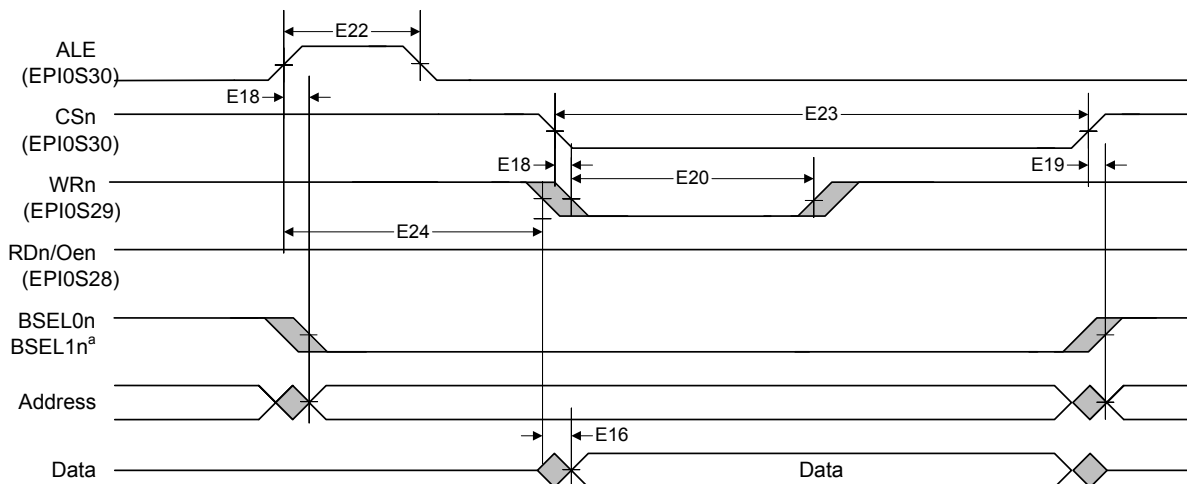 E22
ALE
(EPI0S30)
E18
CSn
(EPI0S30)
E23
E18
E20
E19
WRn
(EPI0S29)
E24
RDn/Oen
(EPI0S28)
BSEL0n
BSEL1nᵃ
Address
E16
Data
Data